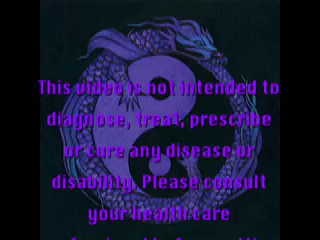 This video is not intended to
diagnose, treat, prescribe
or cure any disease or
disability. Please consult
your health care